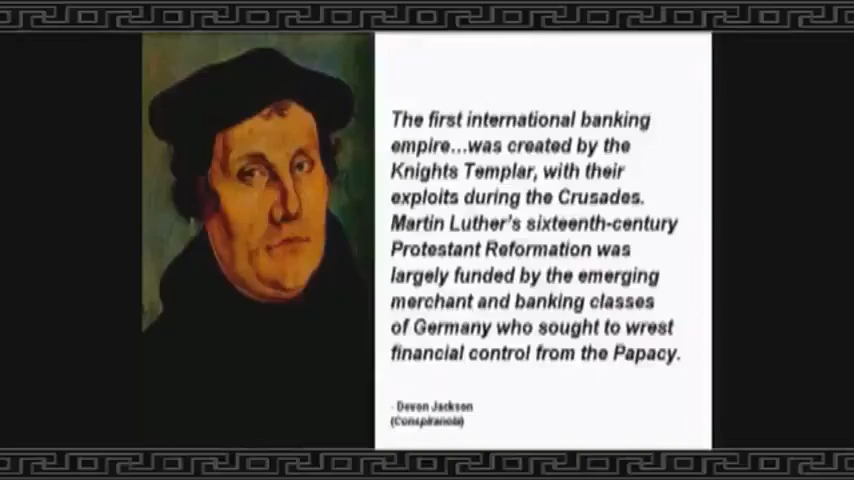 The first international banking
empire...was created by the
Knights Templar, with their
exploits during the Crusades.
Martin Luther's sixteenth-century
Protestant Reformation was
largely funded by the emerging
merchant and banking classes
of Germany who sought to wrest
financial control from the Papacy.
- Devon Jackson
(Conspiranoia)